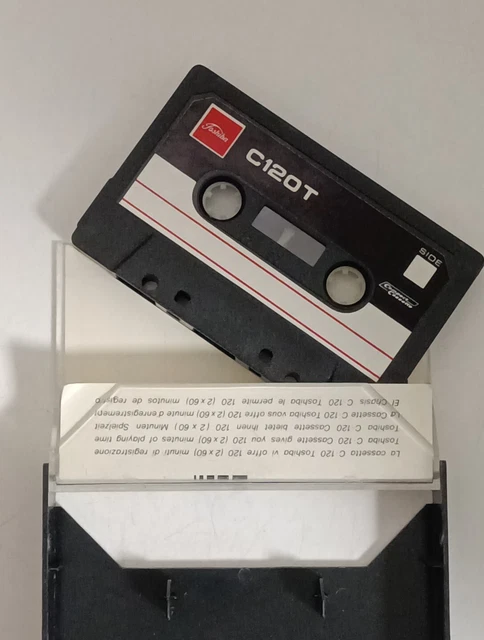 Toshiba
C120T
SIDE
Compact Cassette
La cassetta C 120 Toshiba vi offre 120 (2 x 60) minuti di registrazione
Toshiba C 120 Cassette gives you 120 (2 x 60) minutes of playing time
Toshiba C 120 Cassette bietet Ihnen 120 (2 x 60) Minuten Spielzeit
La Cassette C 120 Toshiba vous offre 120 (2 x 60) minute d'enregistrement
El Chasis C 120 Toshiba le permite 120 (2 x 60) minutos de registro